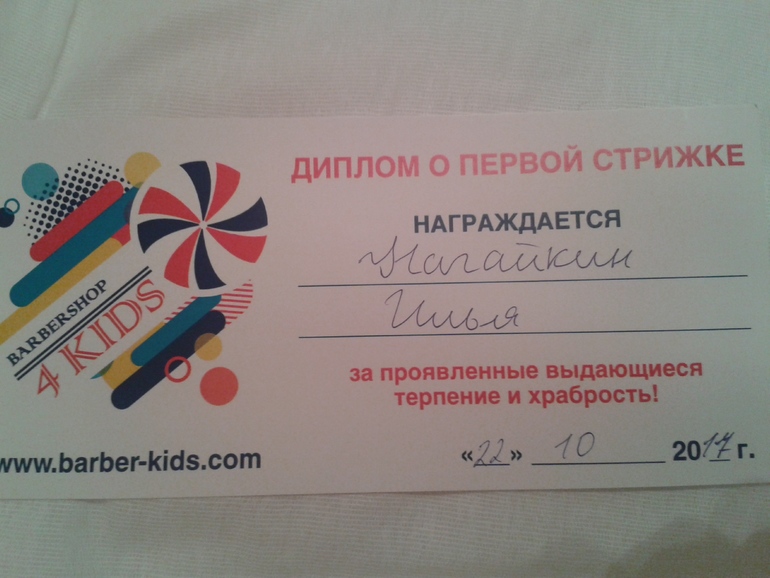 ДИПЛОМ О ПЕРВОЙ СТРИЖКЕ
НАГРАЖДАЕТСЯ
Нагайкин
Илья
за проявленные выдающиеся
терпение и храбрость!
«22» 10 2017 г.
BARBERSHOP
4 KIDS
www.barber-kids.com